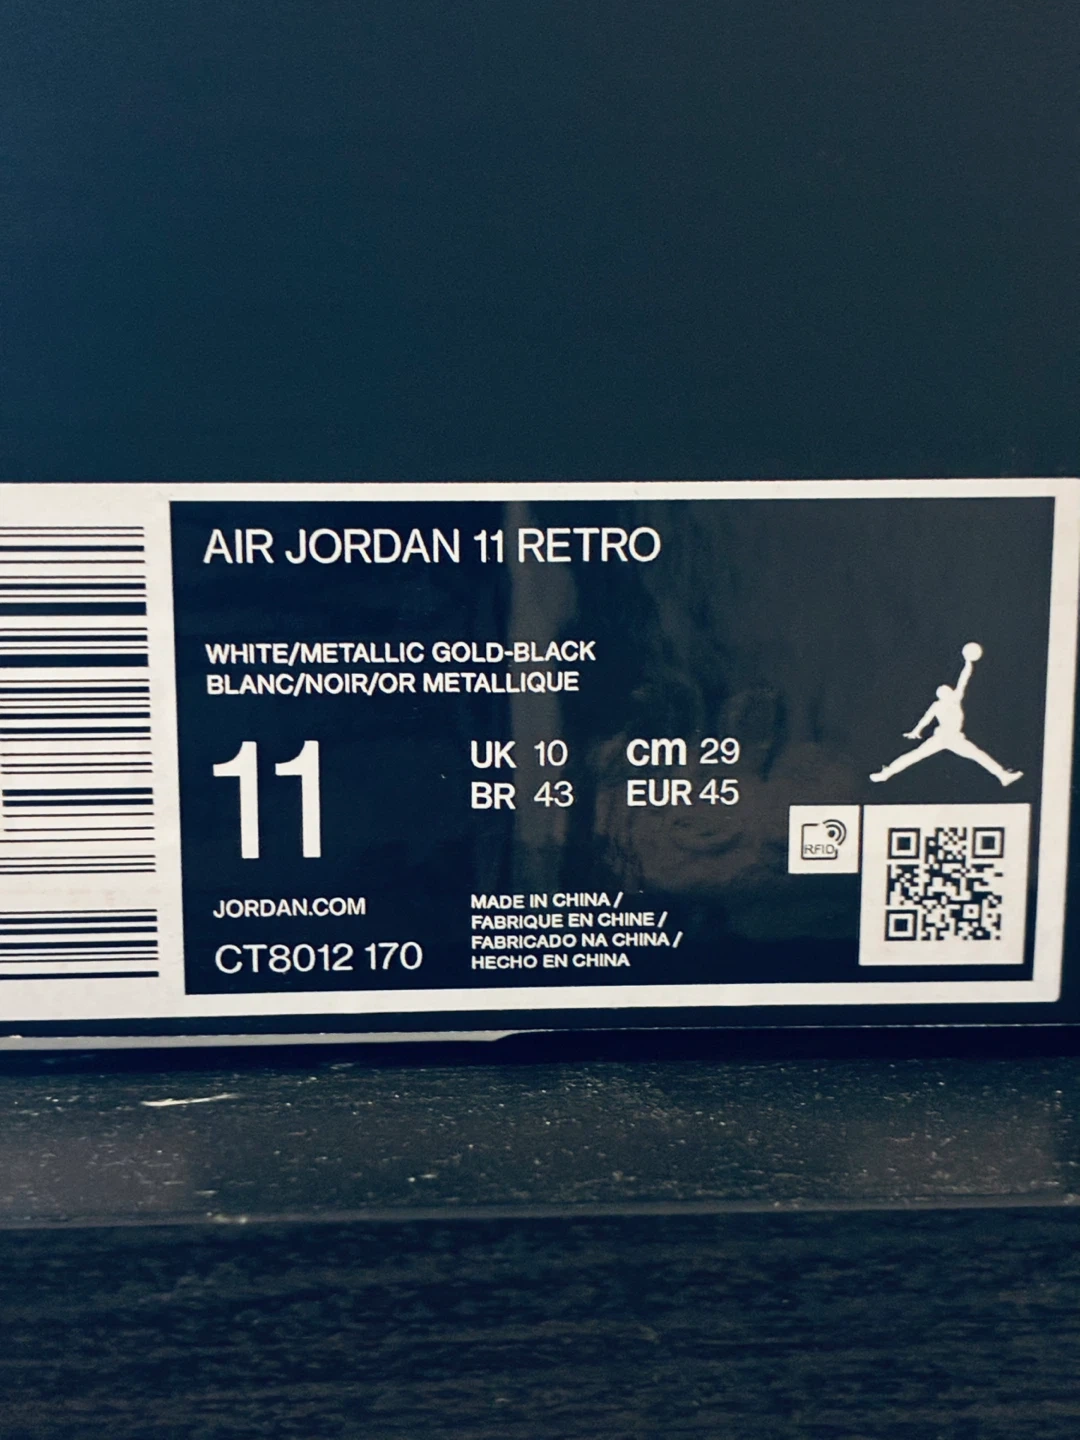 AIR JORDAN 11 RETRO
WHITE/METALLIC GOLD-BLACK
BLANC/NOIR/OR METALLIQUE
11
UK 10 cm 29
BR 43 EUR 45
RFID
JORDAN.COM
CT8012 170
MADE IN CHINA /
FABRIQUE EN CHINE /
FABRICADO NA CHINA /
HECHO EN CHINA